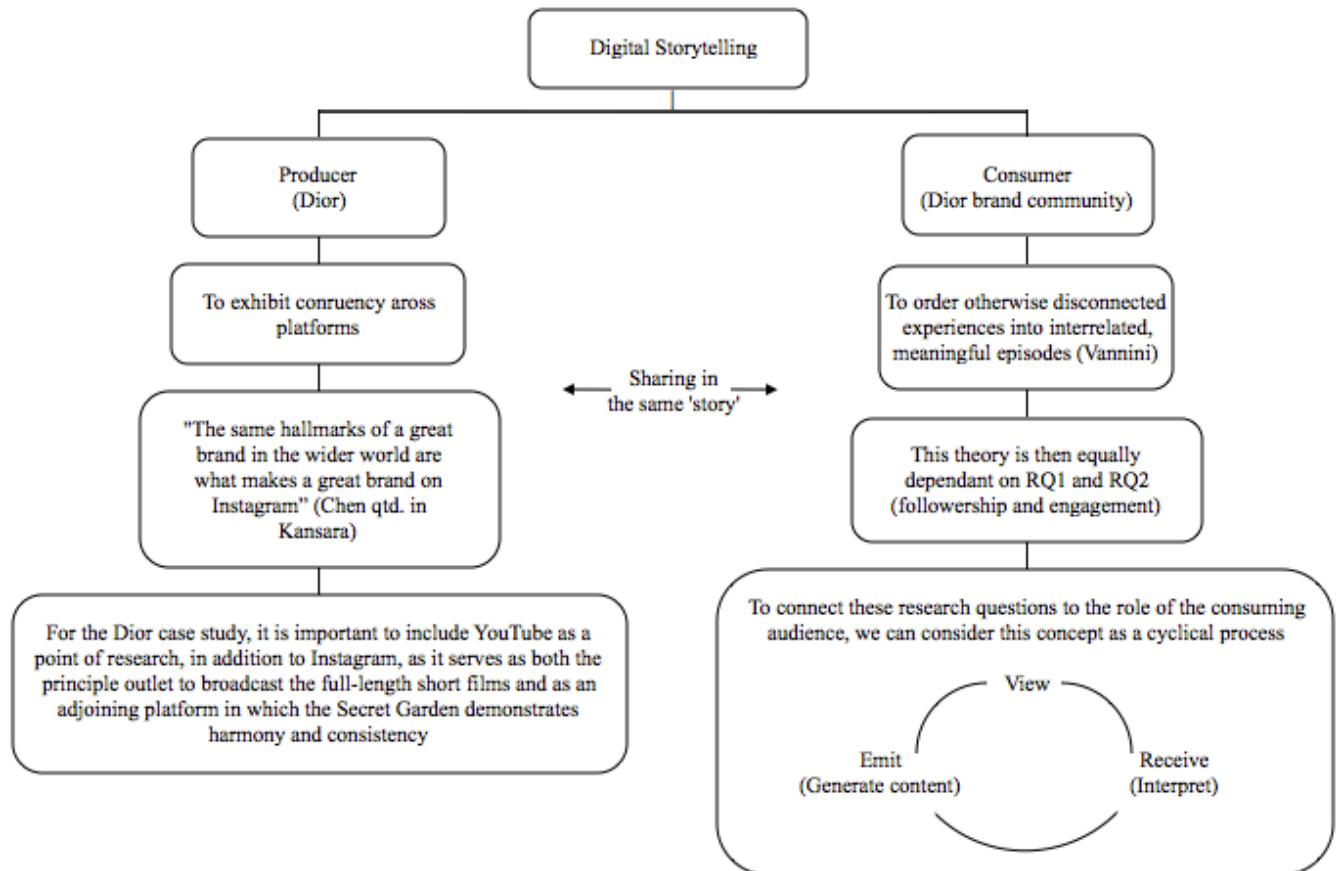 Digital Storytelling
Producer
(Dior)
Consumer
(Dior brand community)
To exhibit conruency aross
platforms
To order otherwise disconnected
experiences into interrelated,
meaningful episodes (Vannini)
Sharing in
the same 'story'
"The same hallmarks of a great
brand in the wider world are
what makes a great brand on
Instagram" (Chen qtd. in
Kansara)
This theory is then equally
dependant on RQ1 and RQ2
(followership and engagement)
For the Dior case study, it is important to include YouTube as a
point of research, in addition to Instagram, as it serves as both the
principle outlet to broadcast the full-length short films and as an
adjoining platform in which the Secret Garden demonstrates
harmony and consistency
To connect these research questions to the role of the consuming
audience, we can consider this concept as a cyclical process
View
Emit
(Generate content)
Receive
(Interpret)